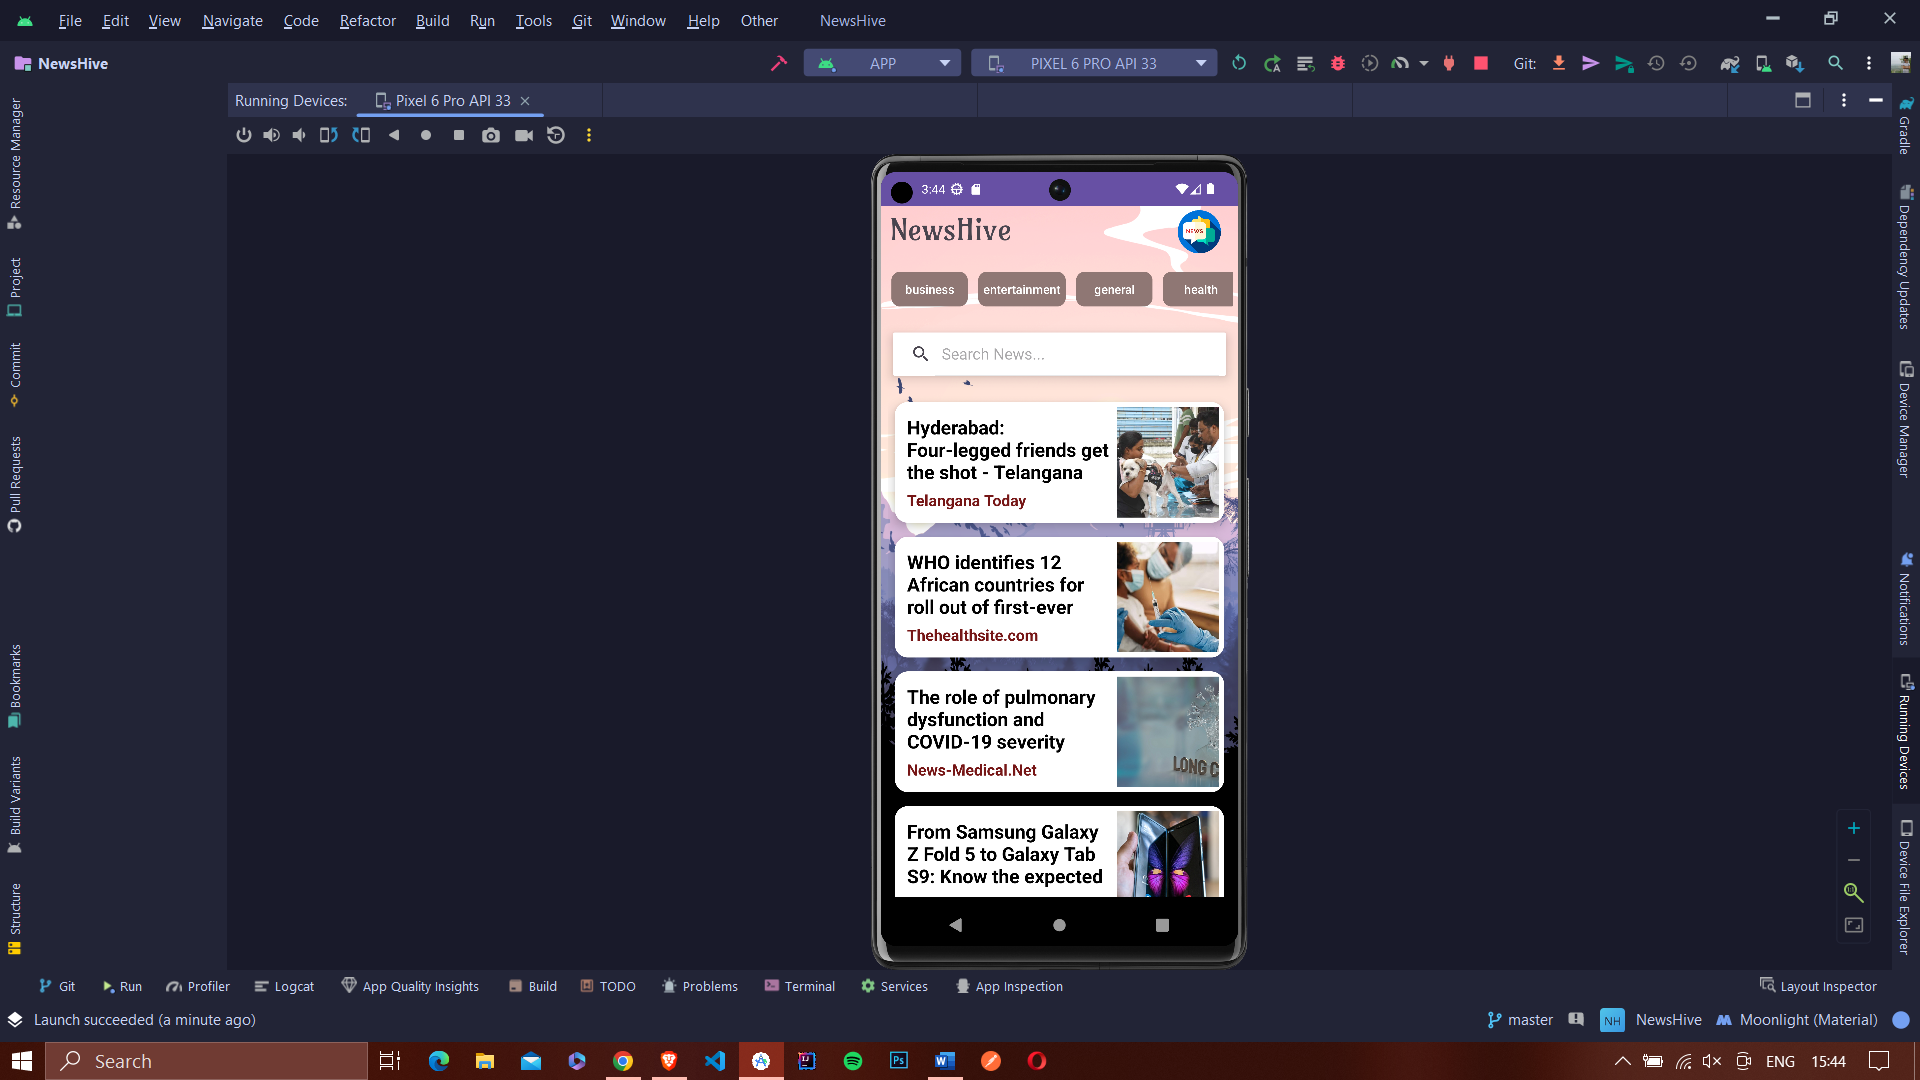 File Edit View Navigate Code Refactor Build Run Tools Git Window Help Other NewsHive
NewsHive APP PIXEL 6 PRO API 33 Git:
Running Devices: Pixel 6 Pro API 33
Resource Manager
Project
Commit
Pull Requests
Bookmarks
Build Variants
Structure
3:44
NewsHive
NEWS
business entertainment general health
Search News...
Hyderabad:
Four-legged friends get
the shot - Telangana
Telangana Today
WHO identifies 12
African countries for
roll out of first-ever
Thehealthsite.com
The role of pulmonary
dysfunction and
COVID-19 severity
News-Medical.Net
LONG C
From Samsung Galaxy
Z Fold 5 to Galaxy Tab
S9: Know the expected
Gradle
Dependency Updates
Device Manager
Notifications
Running Devices
Device File Explorer
1:1
Git Run Profiler Logcat App Quality Insights Build TODO Problems Terminal Services App Inspection Layout Inspector
Launch succeeded (a minute ago) master NH NewsHive Moonlight (Material)
Search Ps W ENG 15:44